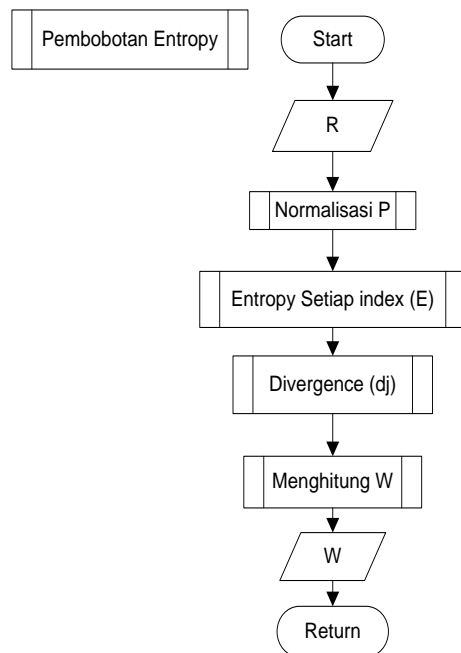 Pembobotan Entropy
Start
R
Normalisasi P
Entropy Setiap index (E)
Divergence (dj)
Menghitung W
W
Return